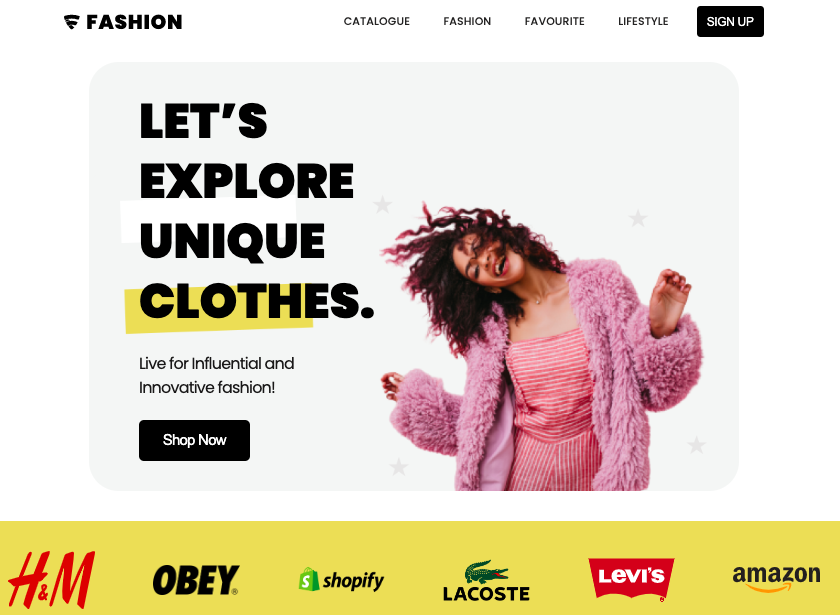 FASHION
CATALOGUE FASHION FAVOURITE LIFESTYLE SIGN UP
LET’S
EXPLORE
UNIQUE
CLOTHES.
Live for Influential and
Innovative fashion!
Shop Now
H&M OBEY® shopify LACOSTE LEVI'S® amazon